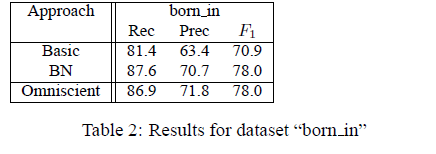 Approach born_in
Rec Prec F1
Basic 81.4 63.4 70.9
BN 87.6 70.7 78.0
Omniscient 86.9 71.8 78.0
Table 2: Results for dataset “born_in”